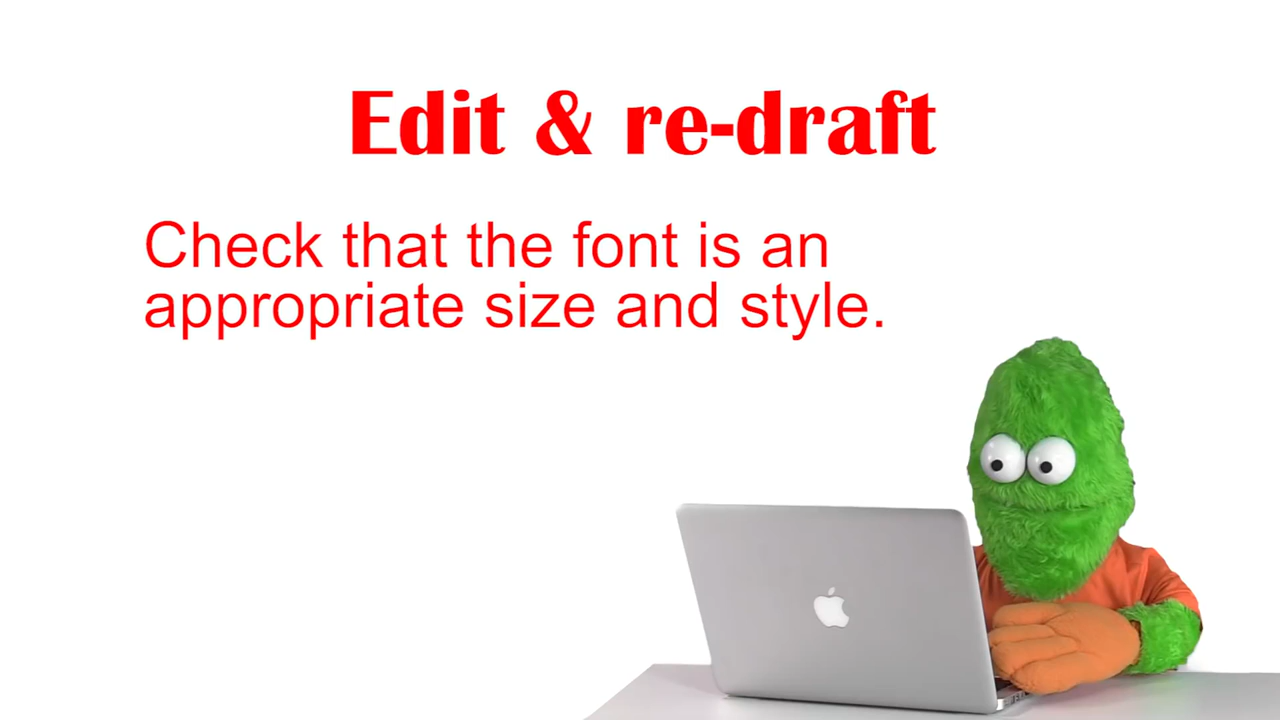 Edit & re-draft
Check that the font is an
appropriate size and style.